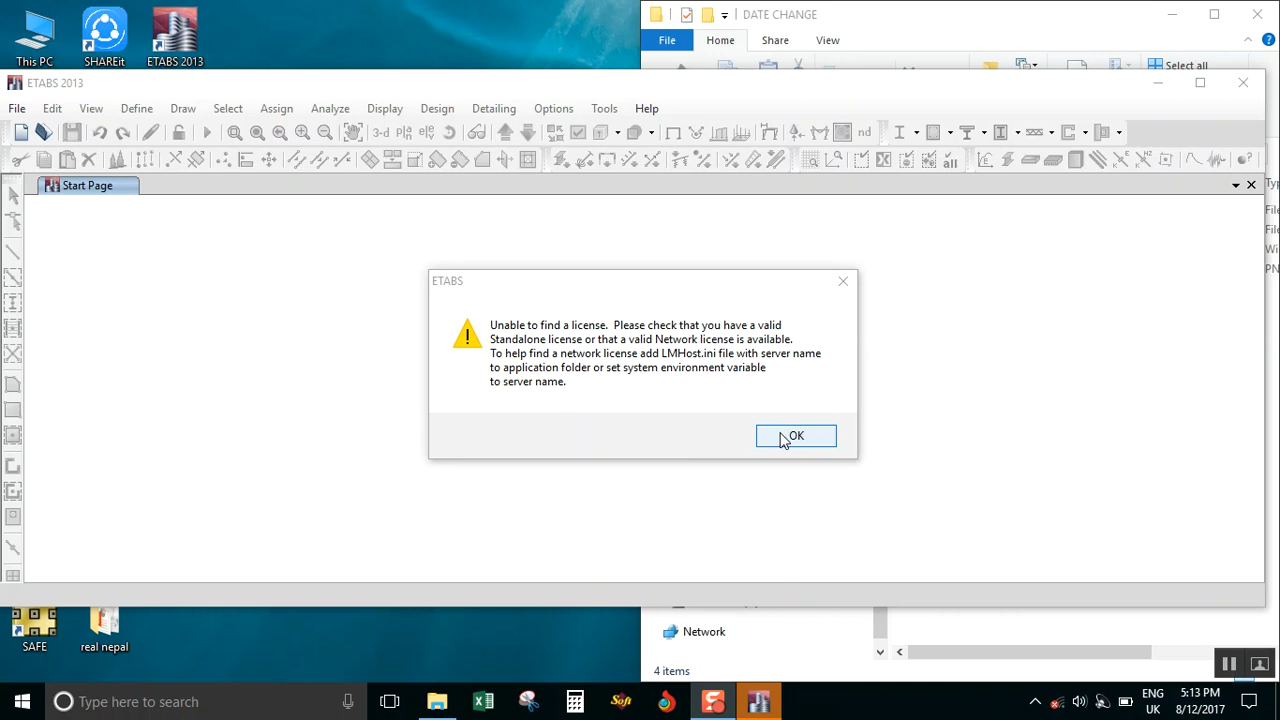 This PC
SHAREit
ETABS 2013
DATE CHANGE
File
Home
Share
View
Select all
ETABS 2013
File Edit View Define Draw Select Assign Analyze Display Design Detailing Options Tools Help
3-d
nd
all
Start Page
ETABS
Unable to find a license. Please check that you have a valid
Standalone license or that a valid Network license is available.
To help find a network license add LMHost.ini file with server name
to application folder or set system environment variable
to server name.
OK
SAFE
real nepal
Network
4 items
Type here to search
Soft
ENG
UK
5:13 PM
8/12/2017